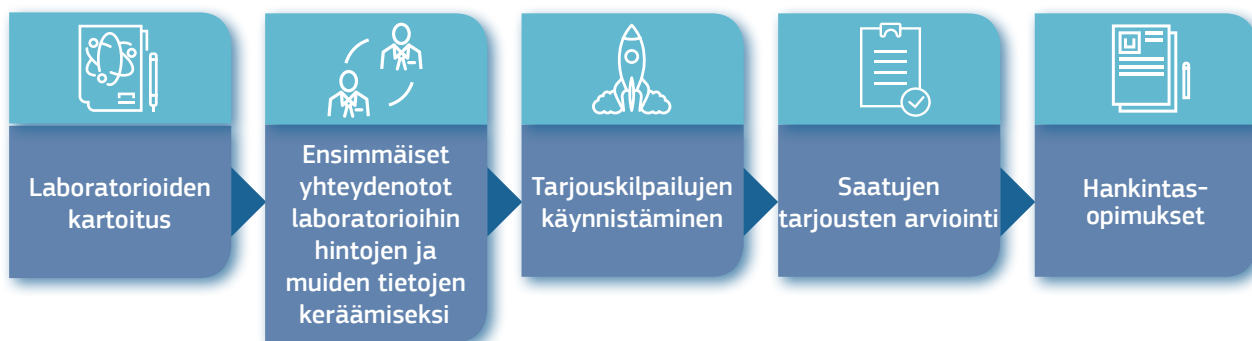 Laboratorioiden
kartoitus
Ensimmäiset
yhteydenotot
laboratorioihin
hintojen ja
muiden tietojen
keräämiseksi
Tarjouskilpailujen
käynnistäminen
Saatujen
tarjousten arviointi
Hankintas-
opimukset